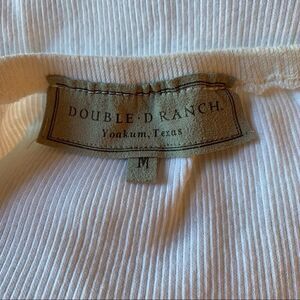 DOUBLE·D RANCH
Yoakum, Texas
M